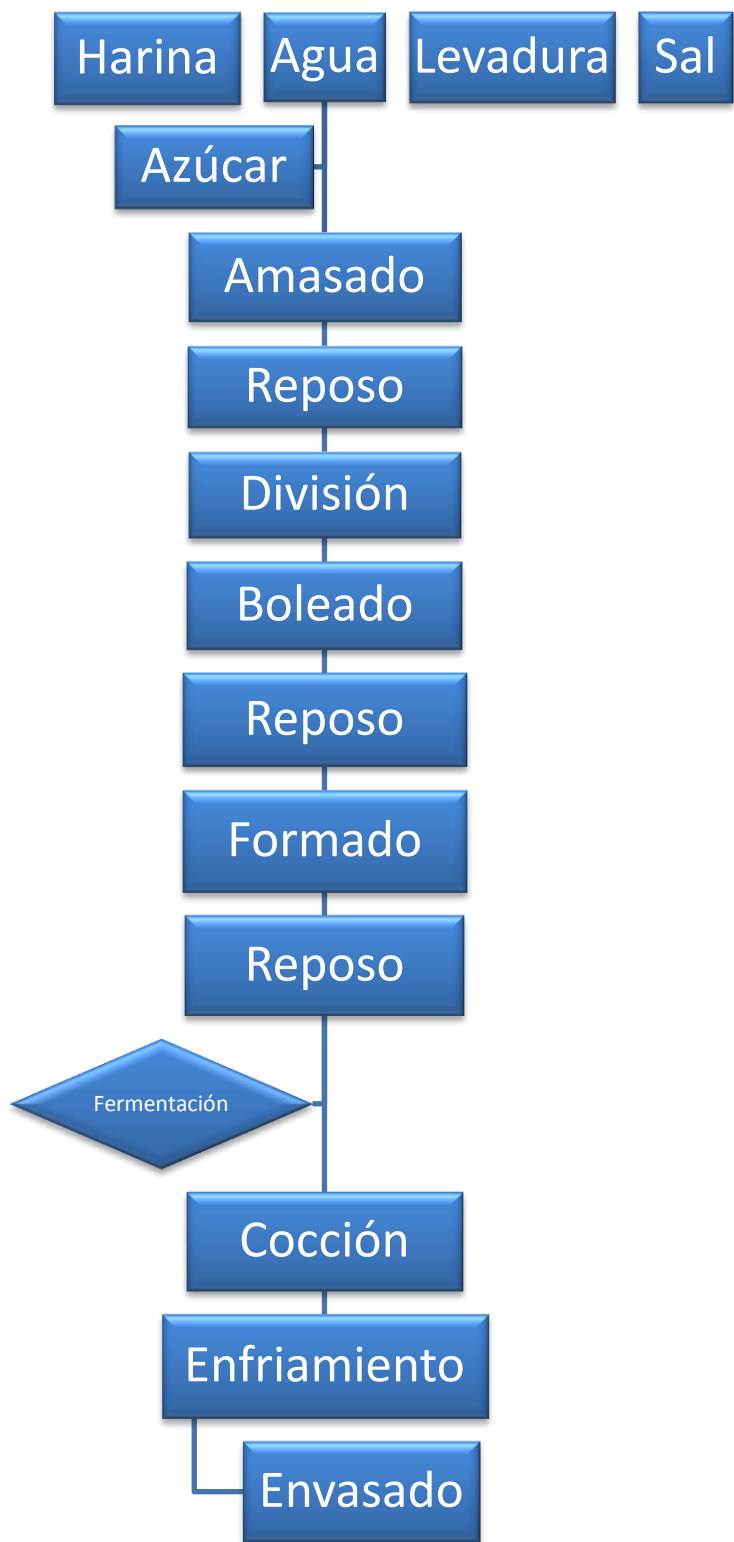 Harina Agua Levadura Sal
Azúcar
Amasado
Reposo
División
Boleado
Reposo
Formado
Reposo
Fermentación
Cocción
Enfriamiento
Envasado